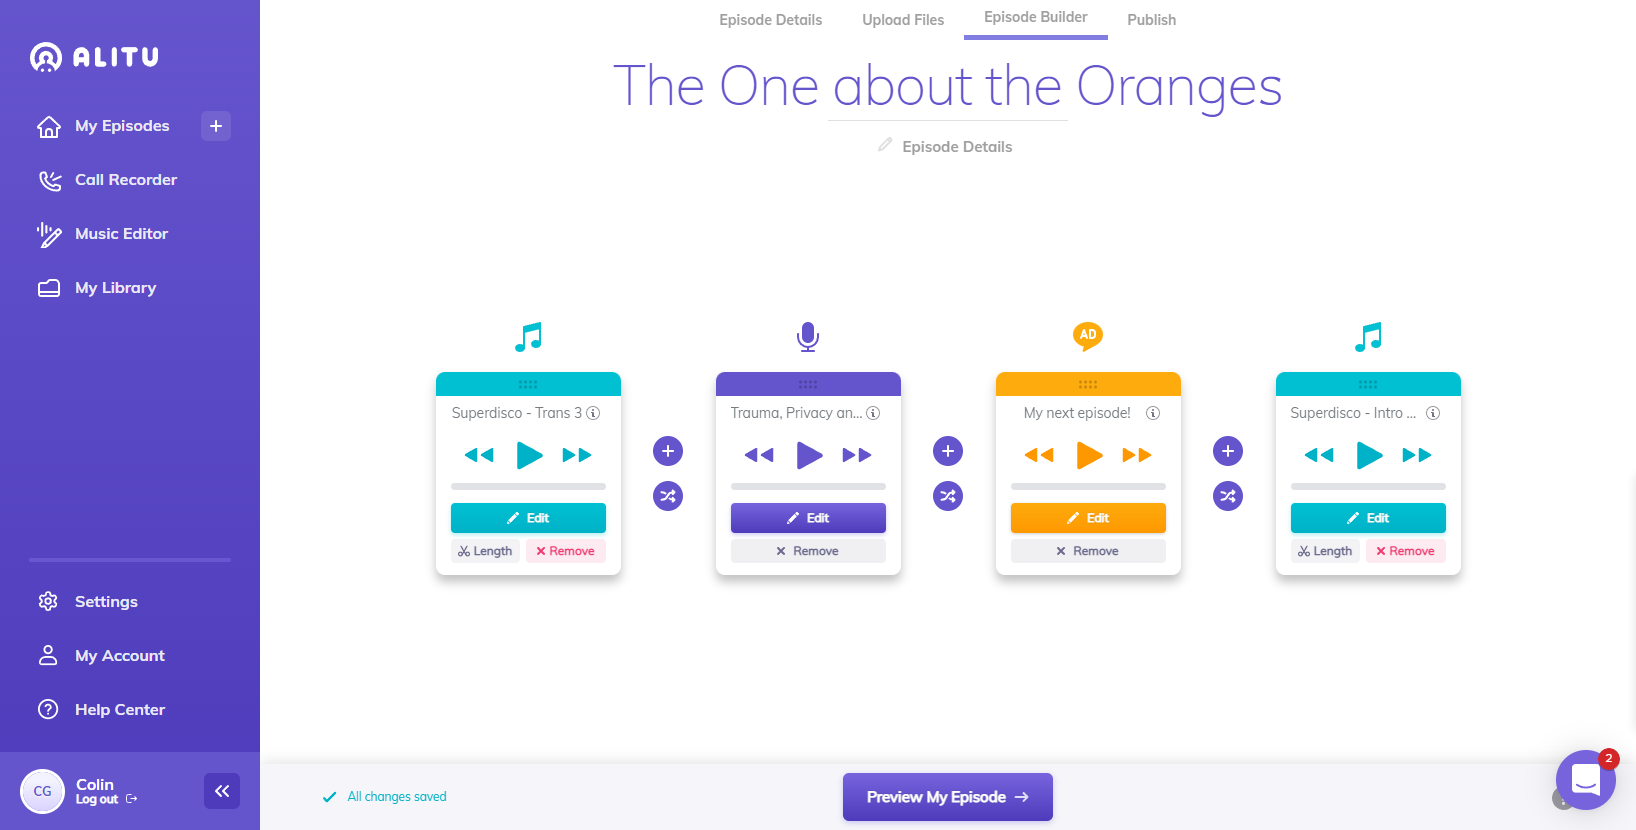 Episode Details
Upload Files
Episode Builder
Publish
ALITU
The One about the Oranges
Episode Details
My Episodes
Call Recorder
Music Editor
My Library
AD
Superdisco - Trans 3
Trauma, Privacy an...
My next episode!
Superdisco - Intro ...
Edit
Edit
Edit
Edit
Length
Remove
Remove
Remove
Length
Remove
Settings
My Account
Help Center
CG
Colin
Log out
All changes saved
Preview My Episode
2